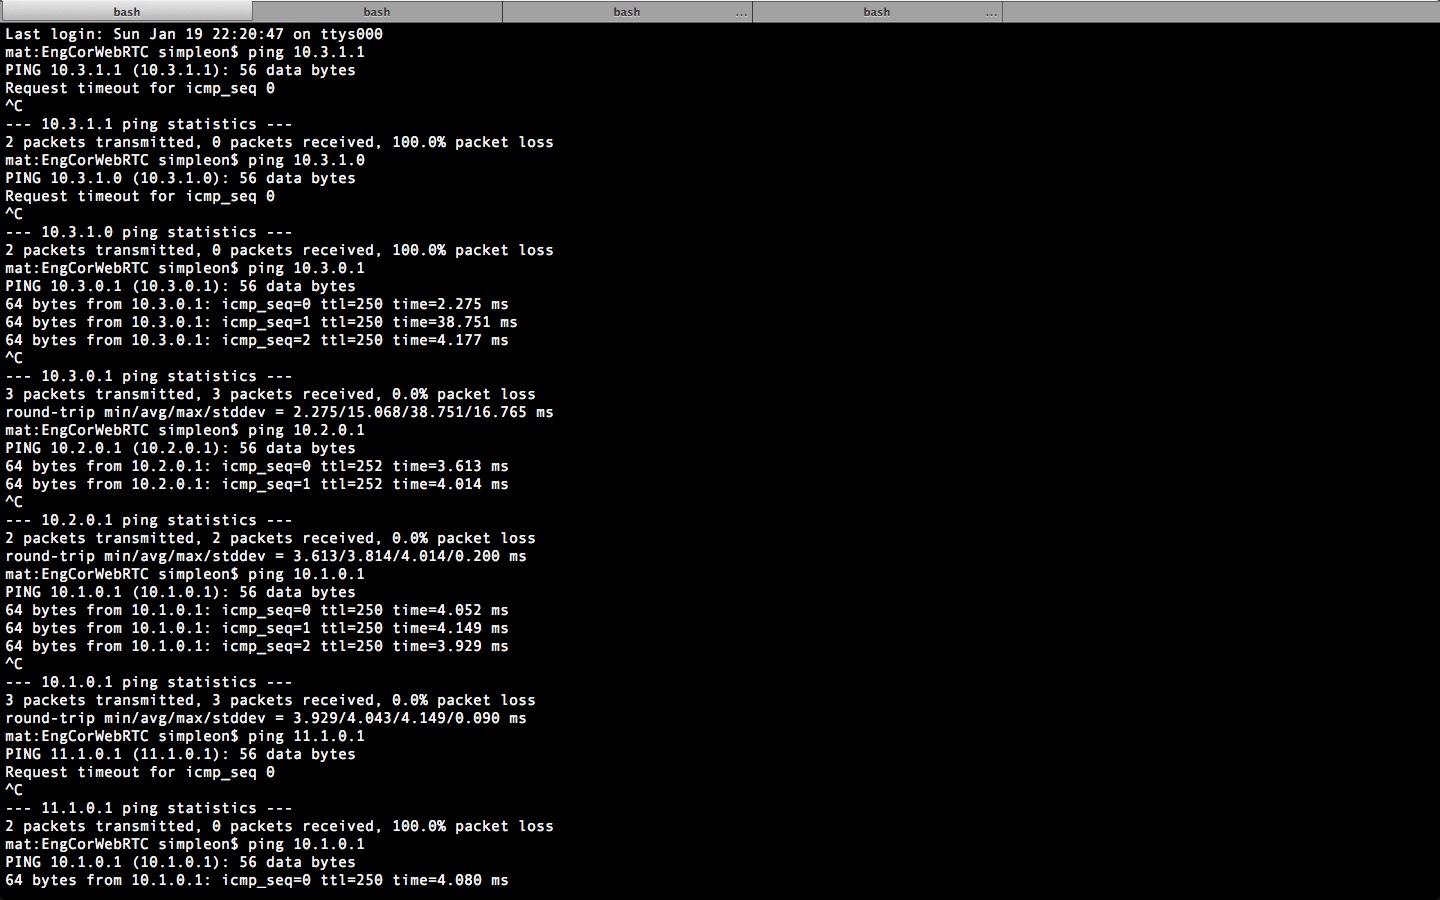 bash bash bash ... bash ...
Last login: Sun Jan 19 22:20:47 on ttys000
mat:EngCorWebRTC simpleon$ ping 10.3.1.1
PING 10.3.1.1 (10.3.1.1): 56 data bytes
Request timeout for icmp_seq 0
^C
--- 10.3.1.1 ping statistics ---
2 packets transmitted, 0 packets received, 100.0% packet loss
mat:EngCorWebRTC simpleon$ ping 10.3.1.0
PING 10.3.1.0 (10.3.1.0): 56 data bytes
Request timeout for icmp_seq 0
^C
--- 10.3.1.0 ping statistics ---
2 packets transmitted, 0 packets received, 100.0% packet loss
mat:EngCorWebRTC simpleon$ ping 10.3.0.1
PING 10.3.0.1 (10.3.0.1): 56 data bytes
64 bytes from 10.3.0.1: icmp_seq=0 ttl=250 time=2.275 ms
64 bytes from 10.3.0.1: icmp_seq=1 ttl=250 time=38.751 ms
64 bytes from 10.3.0.1: icmp_seq=2 ttl=250 time=4.177 ms
^C
--- 10.3.0.1 ping statistics ---
3 packets transmitted, 3 packets received, 0.0% packet loss
round-trip min/avg/max/stddev = 2.275/15.068/38.751/16.765 ms
mat:EngCorWebRTC simpleon$ ping 10.2.0.1
PING 10.2.0.1 (10.2.0.1): 56 data bytes
64 bytes from 10.2.0.1: icmp_seq=0 ttl=252 time=3.613 ms
64 bytes from 10.2.0.1: icmp_seq=1 ttl=252 time=4.014 ms
^C
--- 10.2.0.1 ping statistics ---
2 packets transmitted, 2 packets received, 0.0% packet loss
round-trip min/avg/max/stddev = 3.613/3.814/4.014/0.200 ms
mat:EngCorWebRTC simpleon$ ping 10.1.0.1
PING 10.1.0.1 (10.1.0.1): 56 data bytes
64 bytes from 10.1.0.1: icmp_seq=0 ttl=250 time=4.052 ms
64 bytes from 10.1.0.1: icmp_seq=1 ttl=250 time=4.149 ms
64 bytes from 10.1.0.1: icmp_seq=2 ttl=250 time=3.929 ms
^C
--- 10.1.0.1 ping statistics ---
3 packets transmitted, 3 packets received, 0.0% packet loss
round-trip min/avg/max/stddev = 3.929/4.043/4.149/0.090 ms
mat:EngCorWebRTC simpleon$ ping 11.1.0.1
PING 11.1.0.1 (11.1.0.1): 56 data bytes
Request timeout for icmp_seq 0
^C
--- 11.1.0.1 ping statistics ---
2 packets transmitted, 0 packets received, 100.0% packet loss
mat:EngCorWebRTC simpleon$ ping 10.1.0.1
PING 10.1.0.1 (10.1.0.1): 56 data bytes
64 bytes from 10.1.0.1: icmp_seq=0 ttl=250 time=4.080 ms